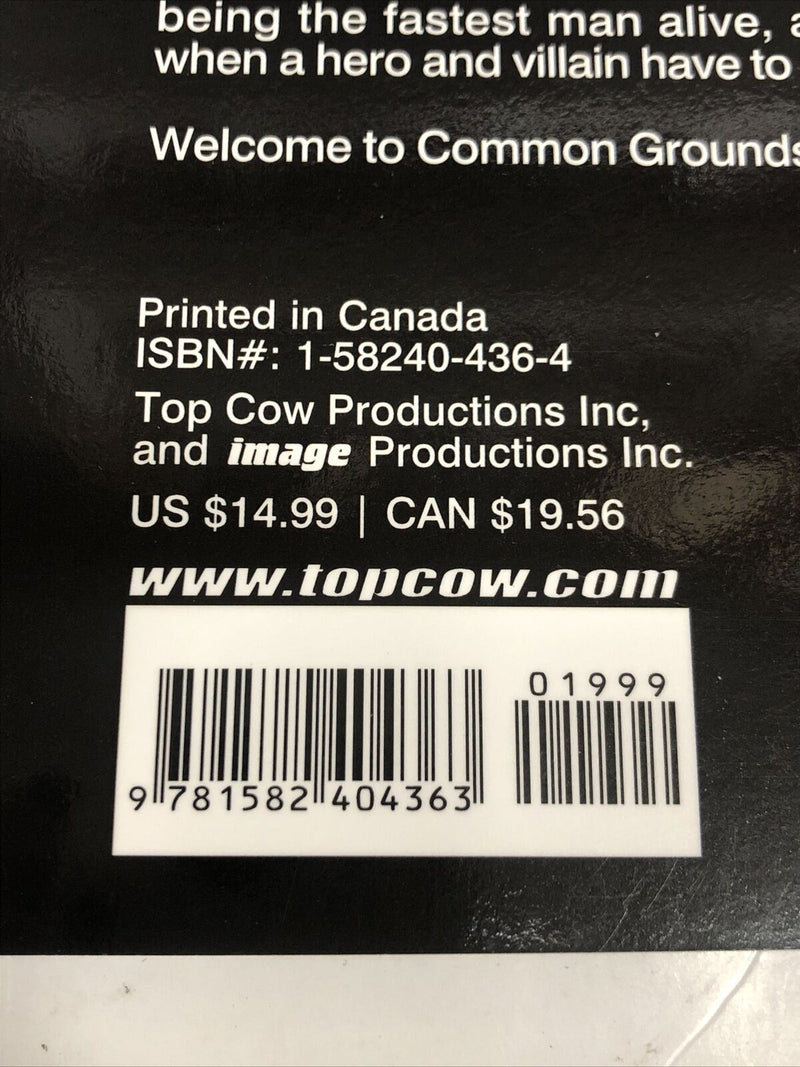 being the fastest man alive,
when a hero and villain have to
Welcome to Common Grounds
Printed in Canada
ISBN#: 1-58240-436-4
Top Cow Productions Inc,
and image Productions Inc.
US $14.99 | CAN $19.56
www.topcow.com
01999
9 781582 404363